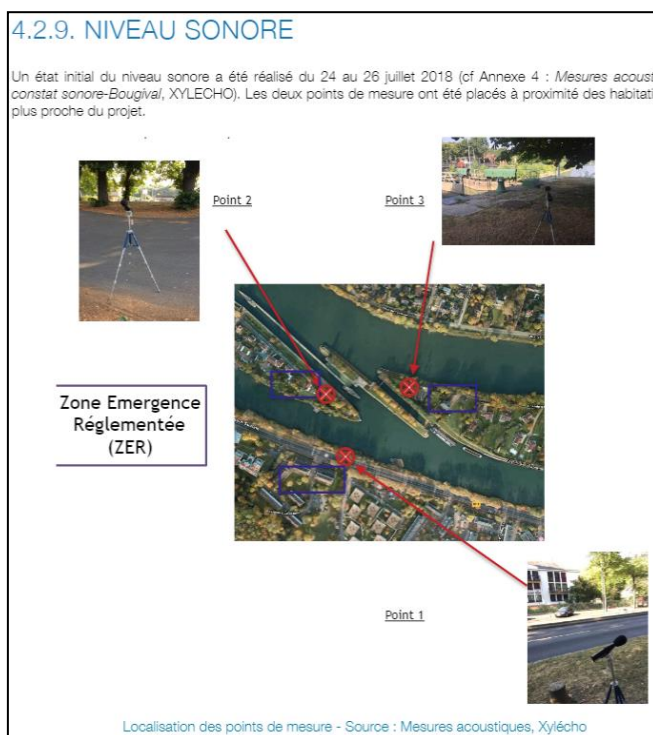 4.2.9. NIVEAU SONORE
Un état initial du niveau sonore a été réalisé du 24 au 26 juillet 2018 (cf Annexe 4 : Mesures acoust
constat sonore-Bougival, XYLECHO). Les deux points de mesure ont été placés à proximité des habitati
plus proche du projet.
Point 2
Point 3
Zone Emergence
Réglementée
(ZER)
Point 1
Localisation des points de mesure - Source : Mesures acoustiques, Xylécho